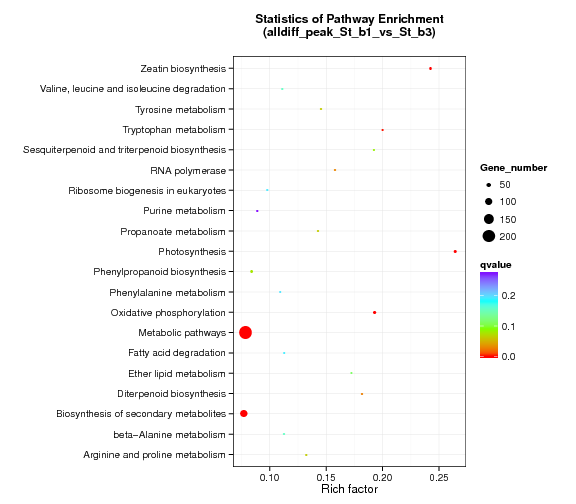 Statistics of Pathway Enrichment
(alldiff_peak_St_b1_vs_St_b3)
Zeatin biosynthesis
Valine, leucine and isoleucine degradation
Tyrosine metabolism
Tryptophan metabolism
Sesquiterpenoid and triterpenoid biosynthesis
RNA polymerase
Ribosome biogenesis in eukaryotes
Purine metabolism
Propanoate metabolism
Photosynthesis
Phenylpropanoid biosynthesis
Phenylalanine metabolism
Oxidative phosphorylation
Metabolic pathways
Fatty acid degradation
Ether lipid metabolism
Diterpenoid biosynthesis
Biosynthesis of secondary metabolites
beta−Alanine metabolism
Arginine and proline metabolism
0.10 0.15 0.20 0.25
Rich factor
Gene_number
50
100
150
200
qvalue
0.2
0.1
0.0